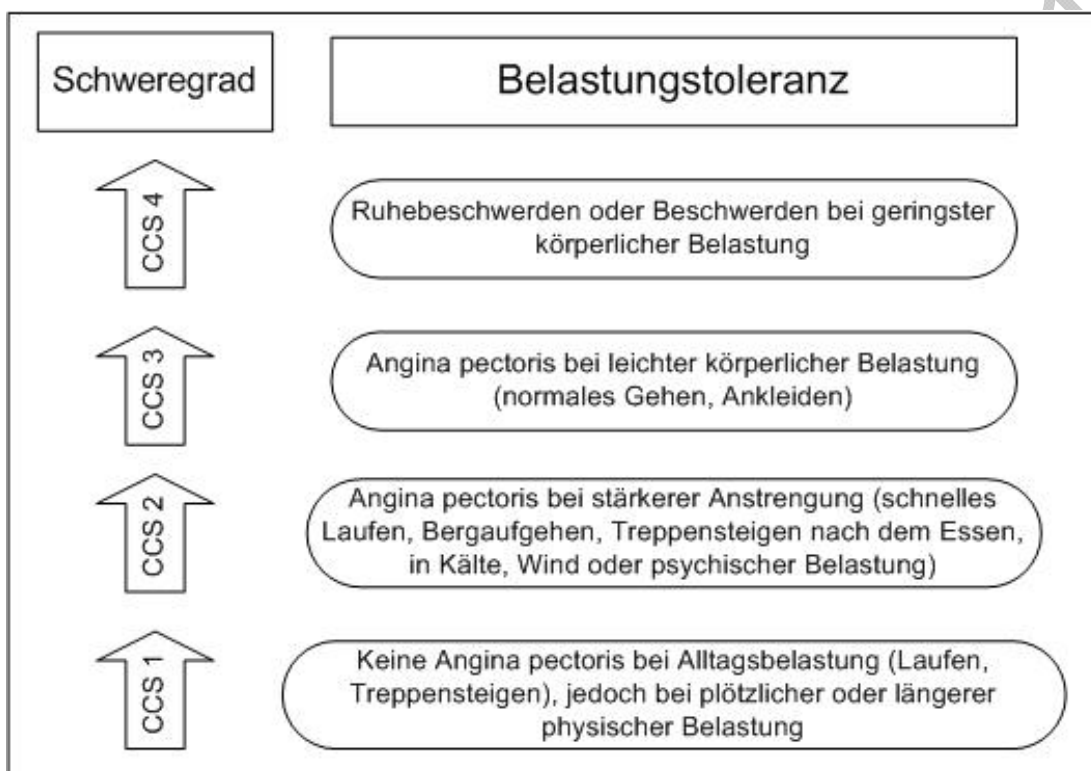 Schweregrad
Belastungstoleranz
CCS 4
Ruhebeschwerden oder Beschwerden bei geringster
körperlicher Belastung
CCS 3
Angina pectoris bei leichter körperlicher Belastung
(normales Gehen, Ankleiden)
CCS 2
Angina pectoris bei stärkerer Anstrengung (schnelles
Laufen, Bergaufgehen, Treppensteigen nach dem Essen,
in Kälte, Wind oder psychischer Belastung)
CCS 1
Keine Angina pectoris bei Alltagsbelastung (Laufen,
Treppensteigen), jedoch bei plötzlicher oder längerer
physischer Belastung